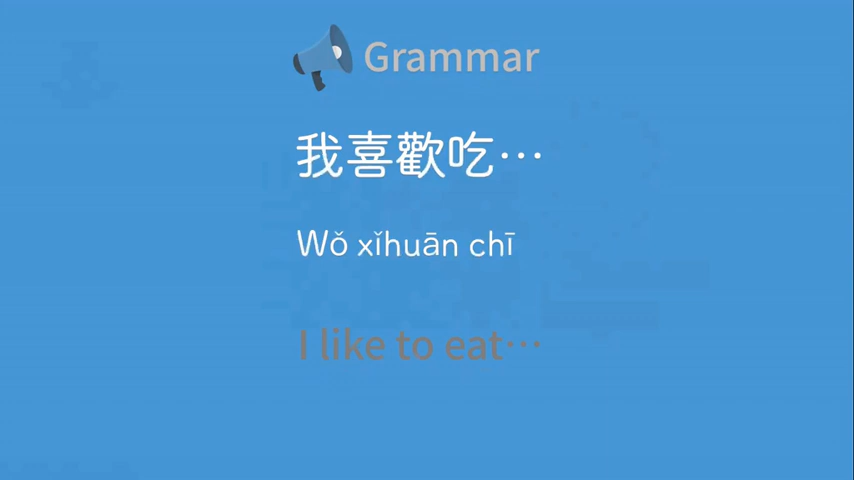 Grammar
我喜歡吃…
Wǒ xǐhuān chī
I like to eat…